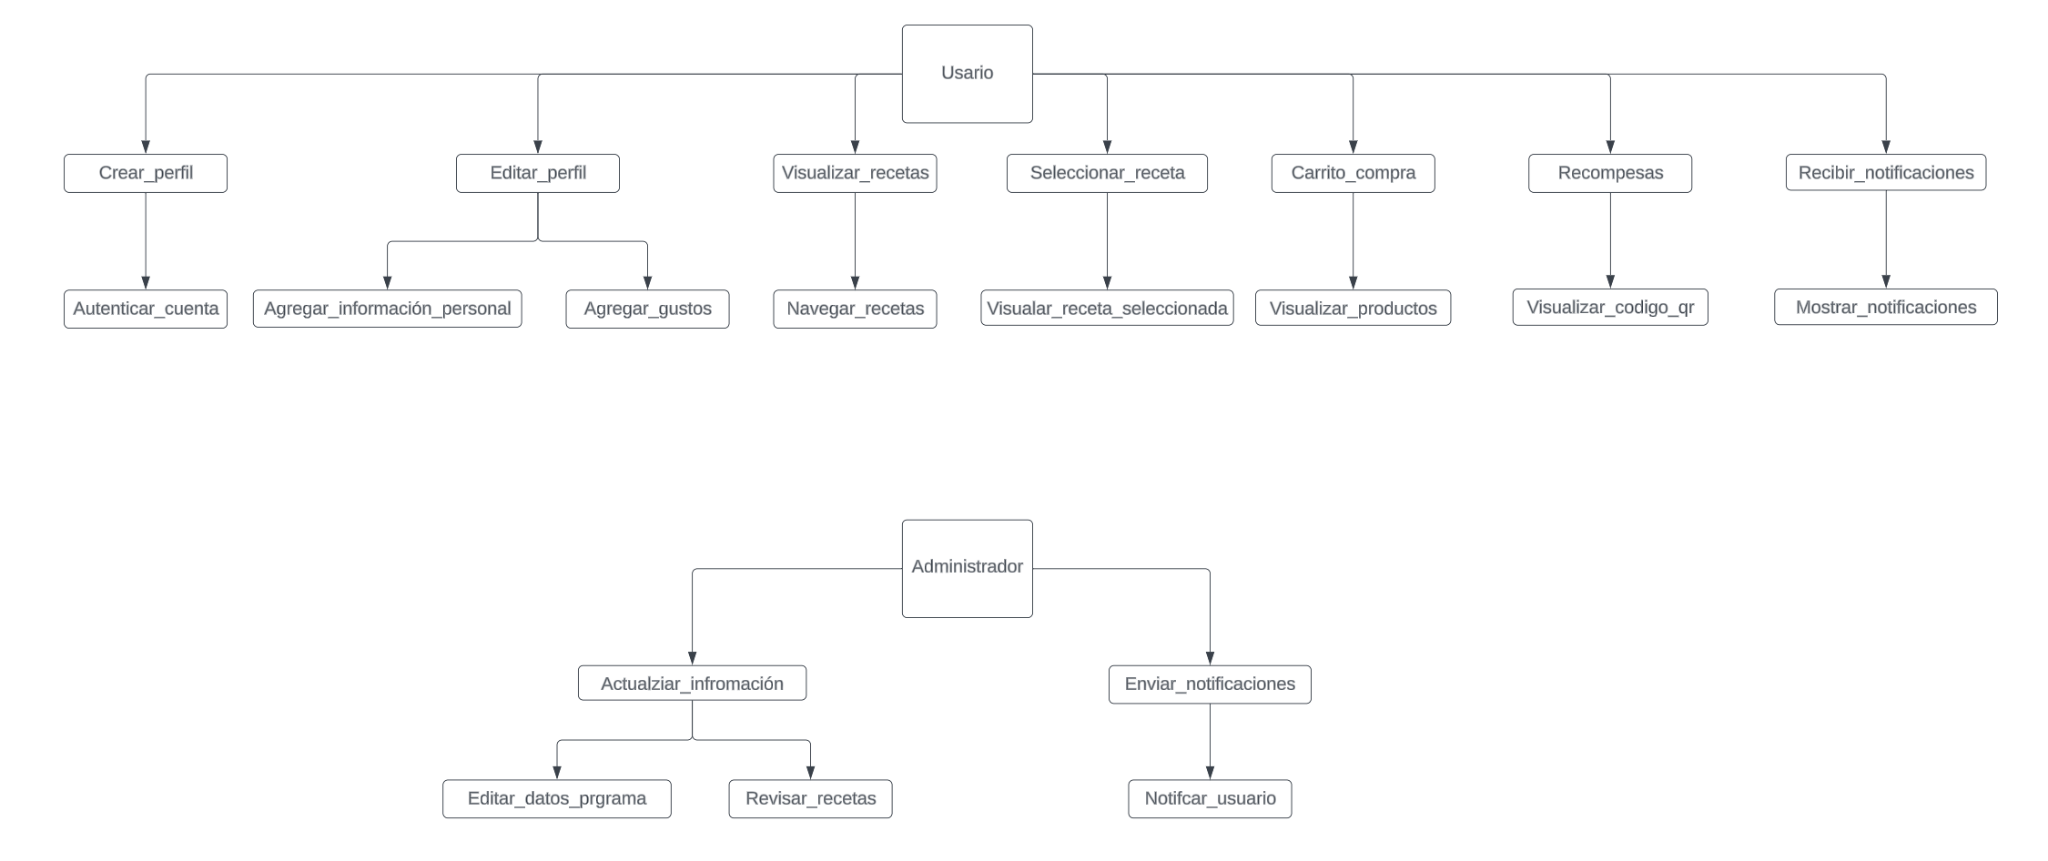 Usario
Crear_perfil
Editar_perfil
Visualizar_recetas
Seleccionar_receta
Carrito_compra
Recompesas
Recibir_notificaciones
Autenticar_cuenta
Agregar_información_personal
Agregar_gustos
Navegar_recetas
Visualar_receta_seleccionada
Visualizar_productos
Visualizar_codigo_qr
Mostrar_notificaciones
Administrador
Actualziar_infromación
Enviar_notificaciones
Editar_datos_prgrama
Revisar_recetas
Notifcar_usuario